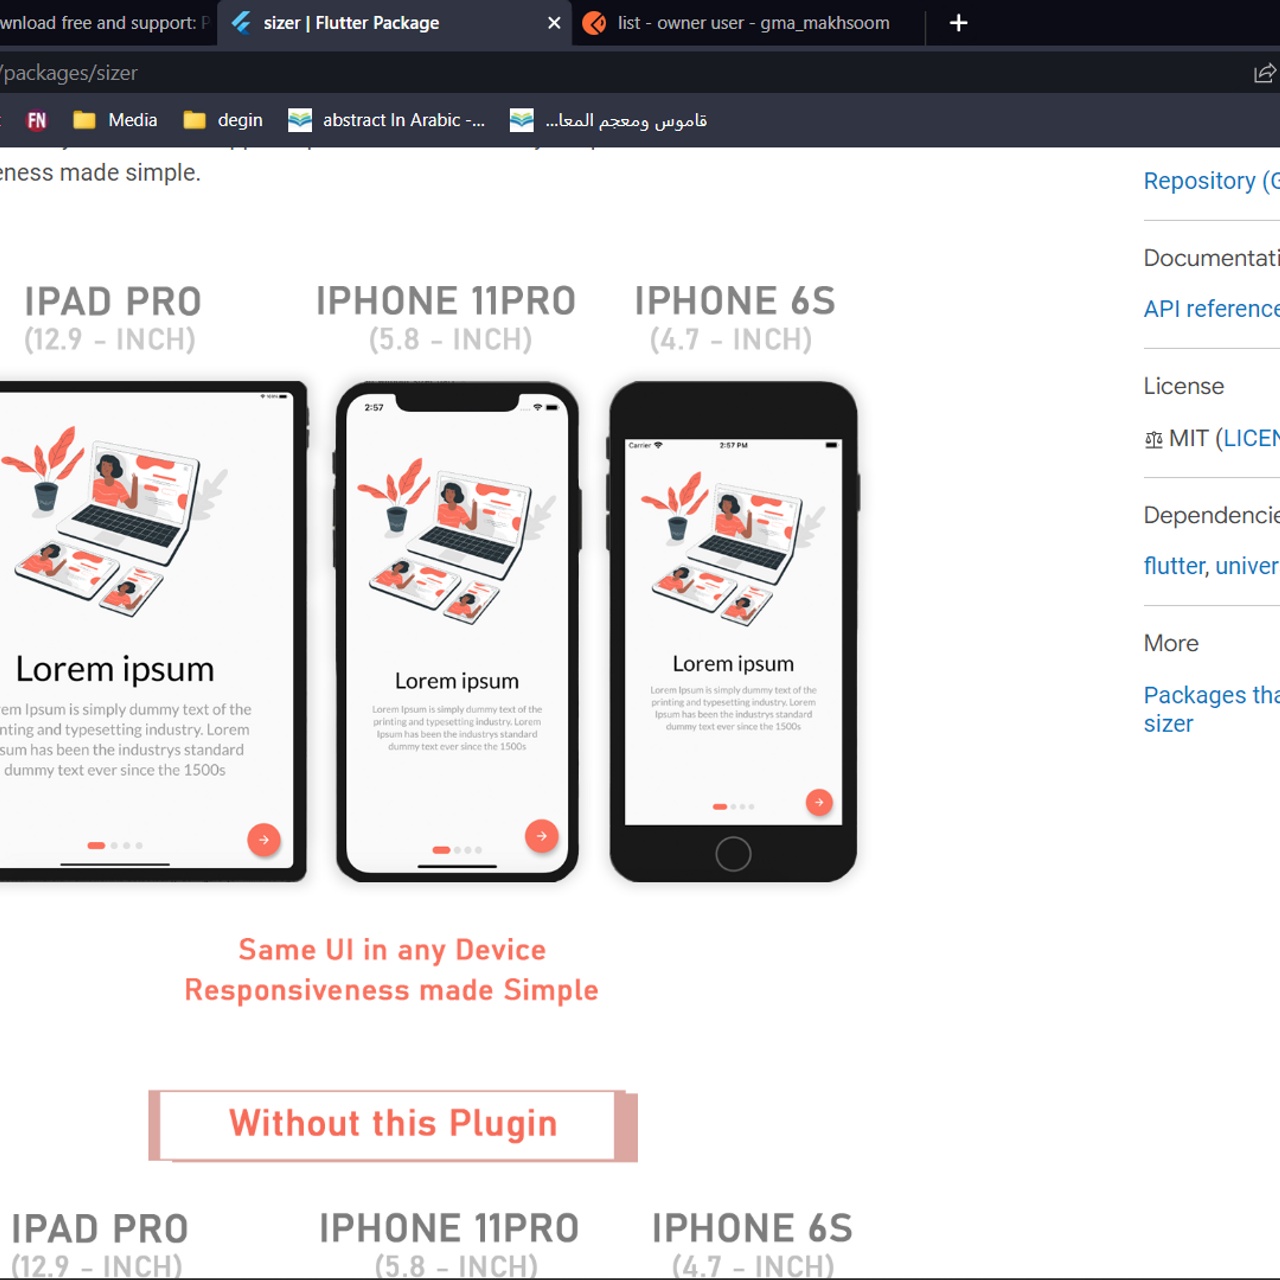 wnload free and support: P
sizer | Flutter Package
list - owner user - gma_makhsoom
/packages/sizer
FN
Media
degin
abstract In Arabic -...
قاموس ومعجم المعا...
eness made simple.
Repository (G
Documentati
API reference
License
MIT (LICEN
Dependencie
flutter, univer
More
Packages tha
sizer
IPAD PRO
(12.9 - INCH)
IPHONE 11PRO
(5.8 - INCH)
IPHONE 6S
(4.7 - INCH)
Lorem ipsum
rem Ipsum is simply dummy text of the
nting and typesetting industry. Lorem
sum has been the industrys standard
dummy text ever since the 1500s
2:57
Lorem ipsum
Lorem Ipsum is simply dummy text of the
printing and typesetting industry. Lorem
Ipsum has been the industrys standard
dummy text ever since the 1500s
Carrier
2:57 PM
Lorem ipsum
Lorem Ipsum is simply dummy text of the
printing and typesetting industry. Lorem
Ipsum has been the industrys standard
dummy text ever since the 1500s
Same UI in any Device
Responsiveness made Simple
Without this Plugin
IPAD PRO
(12.9 - INCH)
IPHONE 11PRO
(5.8 - INCH)
IPHONE 6S
(4.7 - INCH)